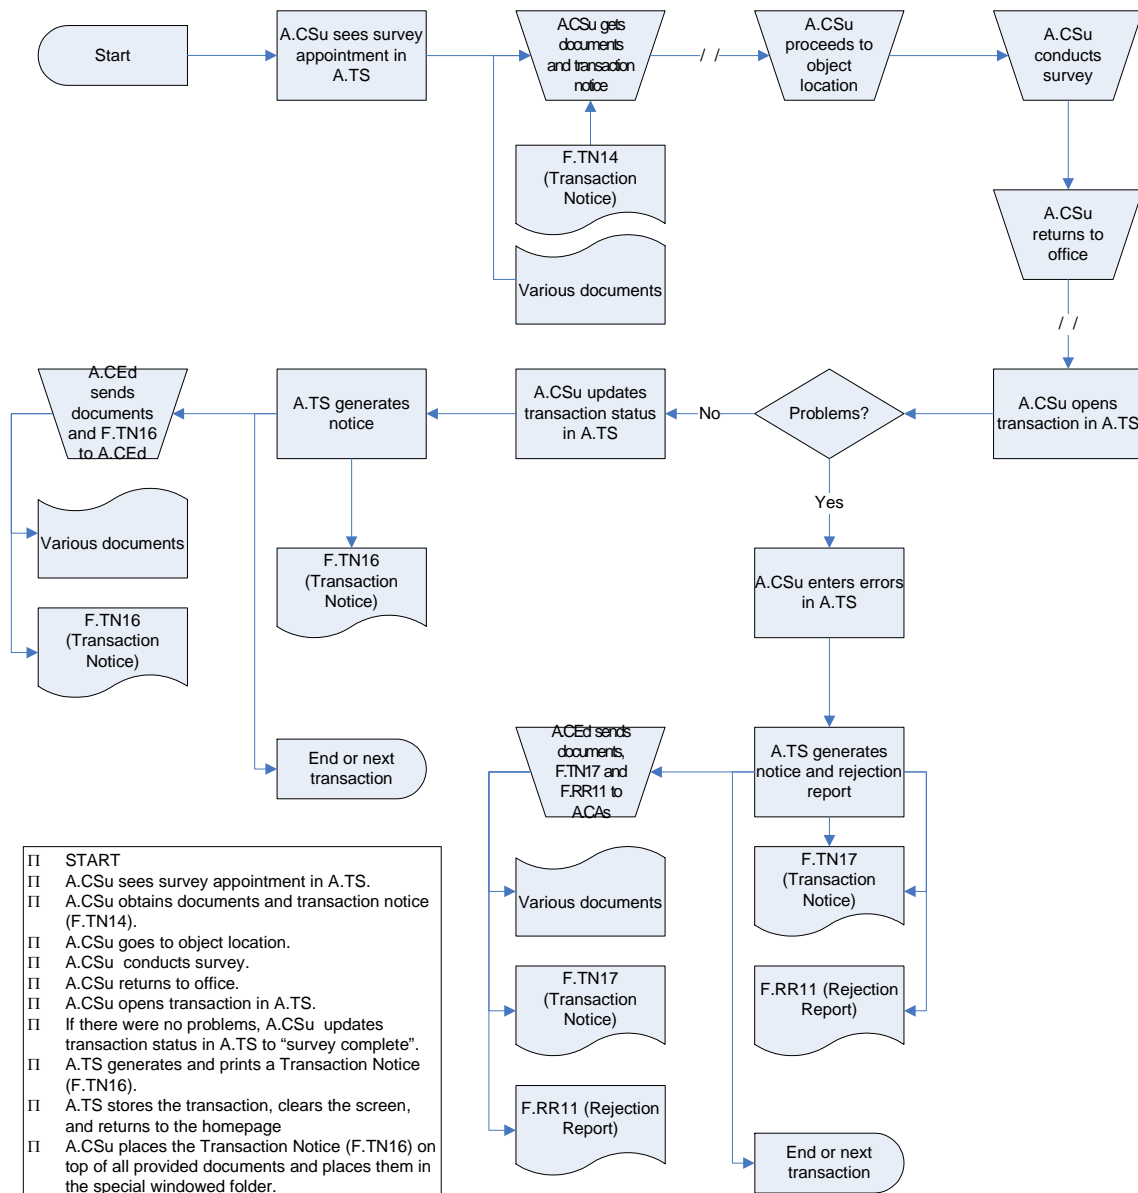 Start
A.CSu sees survey
appointment in
A.TS
A.CSu gets
documents
and transaction
notice
/ /
A.CSu
proceeds to
object
location
A.CSu
conducts
survey
F.TN14
(Transaction
Notice)
Various documents
A.CSu
returns to
office
/ /
A.CEd
sends
documents
and F.TN16
to A.CEd
A.TS generates
notice
A.CSu updates
transaction status
in A.TS
No
Problems?
A.CSu opens
transaction in A.TS
Yes
Various documents
F.TN16
(Transaction
Notice)
F.TN16
(Transaction
Notice)
A.CSu enters errors
in A.TS
End or next
transaction
A.CEd sends
documents,
F.TN17 and
F.RR11 to
A.CAs
A.TS generates
notice and rejection
report
Various documents
F.TN17
(Transaction
Notice)
F.TN17
(Transaction
Notice)
F.RR11 (Rejection
Report)
F.RR11 (Rejection
Report)
End or next
transaction
Π START
Π A.CSu sees survey appointment in A.TS.
Π A.CSu obtains documents and transaction notice
(F.TN14).
Π A.CSu goes to object location.
Π A.CSu  conducts survey.
Π A.CSu returns to office.
Π A.CSu opens transaction in A.TS.
Π If there were no problems, A.CSu  updates
transaction status in A.TS to “survey complete”.
Π A.TS generates and prints a Transaction Notice
(F.TN16).
Π A.TS stores the transaction, clears the screen,
and returns to the homepage
Π A.CSu places the Transaction Notice (F.TN16) on
top of all provided documents and places them in
the special windowed folder.